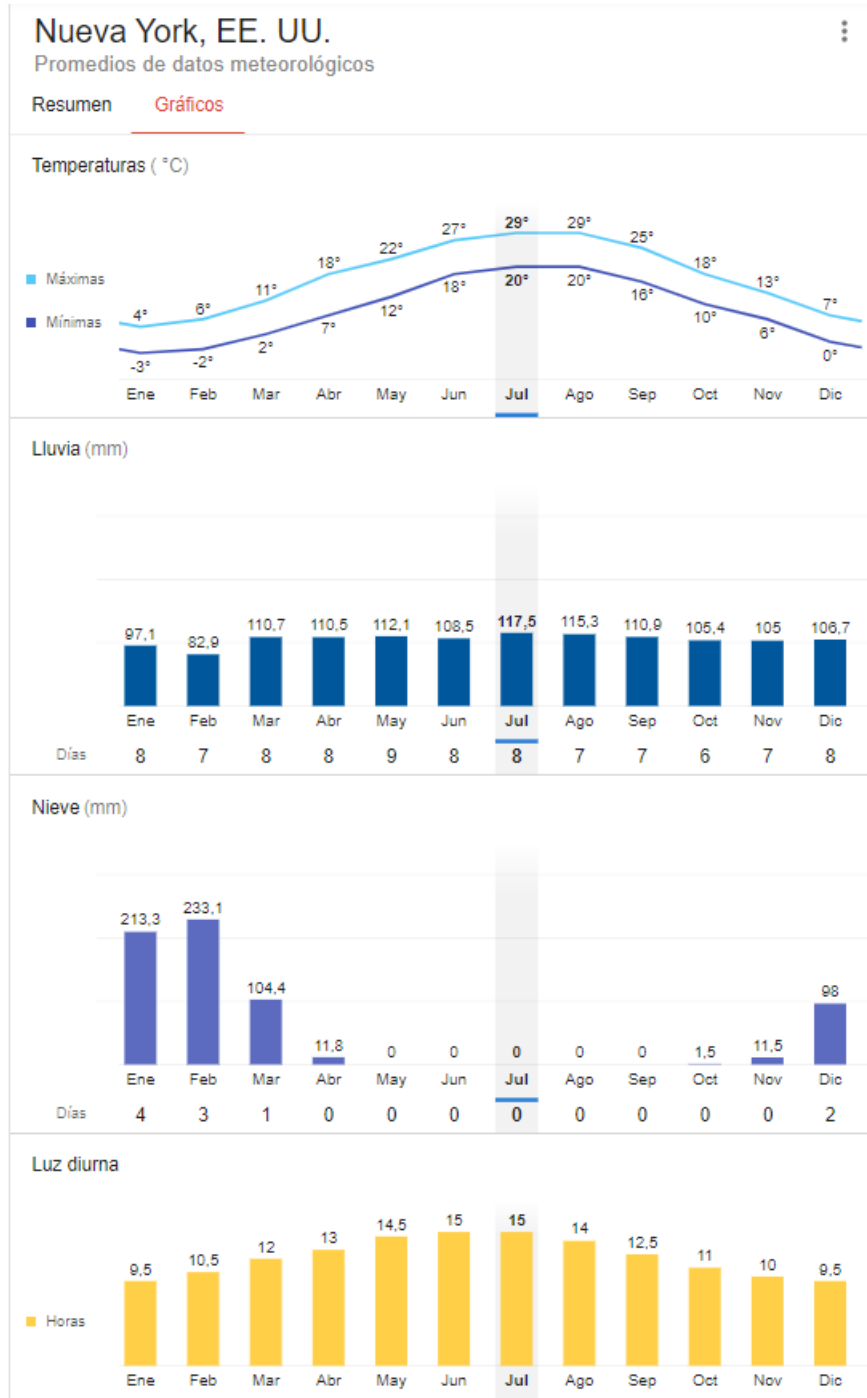 Nueva York, EE. UU.
Promedios de datos meteorológicos
Resumen Gráficos
Temperaturas ( °C)
Máximas
Mínimas
4° 6° 11° 18° 22° 27° 29° 29° 25° 18° 13° 7°
-3° -2° 2° 7° 12° 18° 20° 20° 16° 10° 6° 0°
Ene Feb Mar Abr May Jun Jul Ago Sep Oct Nov Dic
Lluvia (mm)
97,1 82,9 110,7 110,5 112,1 108,5 117,5 115,3 110,9 105,4 105 106,7
Ene Feb Mar Abr May Jun Jul Ago Sep Oct Nov Dic
Días 8 7 8 8 9 8 8 7 7 6 7 8
Nieve (mm)
213,3 233,1 104,4 11,8 0 0 0 0 0 1,5 11,5 98
Ene Feb Mar Abr May Jun Jul Ago Sep Oct Nov Dic
Días 4 3 1 0 0 0 0 0 0 0 0 2
Luz diurna
9,5 10,5 12 13 14,5 15 15 14 12,5 11 10 9,5
Horas
Ene Feb Mar Abr May Jun Jul Ago Sep Oct Nov Dic